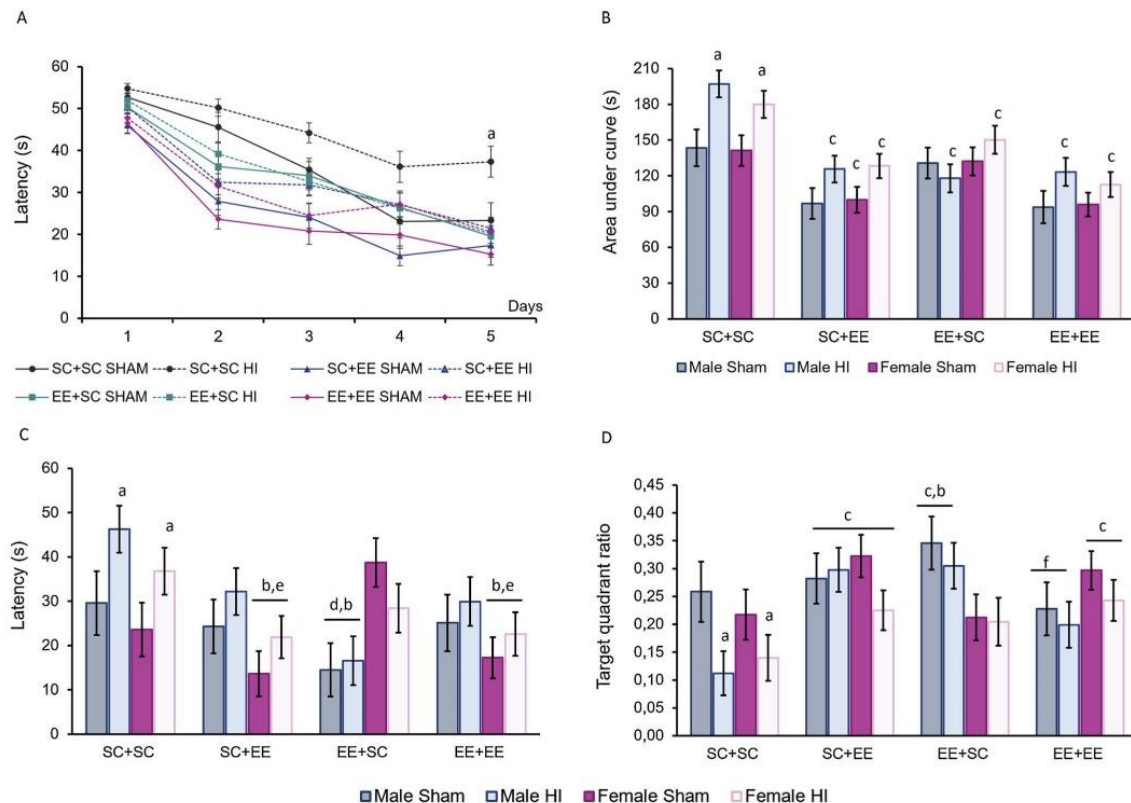 A
60
50
40
30
20
10
0
Latency (s)
a
Days
1 2 3 4 5
SC+SC SHAM SC+SC HI SC+EE SHAM SC+EE HI
EE+SC SHAM EE+SC HI EE+EE SHAM EE+EE HI
B
210
180
150
120
90
60
30
0
Area under curve (s)
a a c c c c c c c
SC+SC SC+EE EE+SC EE+EE
Male Sham Male HI Female Sham Female HI
C
60
50
40
30
20
10
0
Latency (s)
a a b,e d,b b,e
SC+SC SC+EE EE+SC EE+EE
D
0,45
0,40
0,35
0,30
0,25
0,20
0,15
0,10
0,05
0,00
Target quadrant ratio
a a c c,b f c
SC+SC SC+EE EE+SC EE+EE
Male Sham Male HI Female Sham Female HI